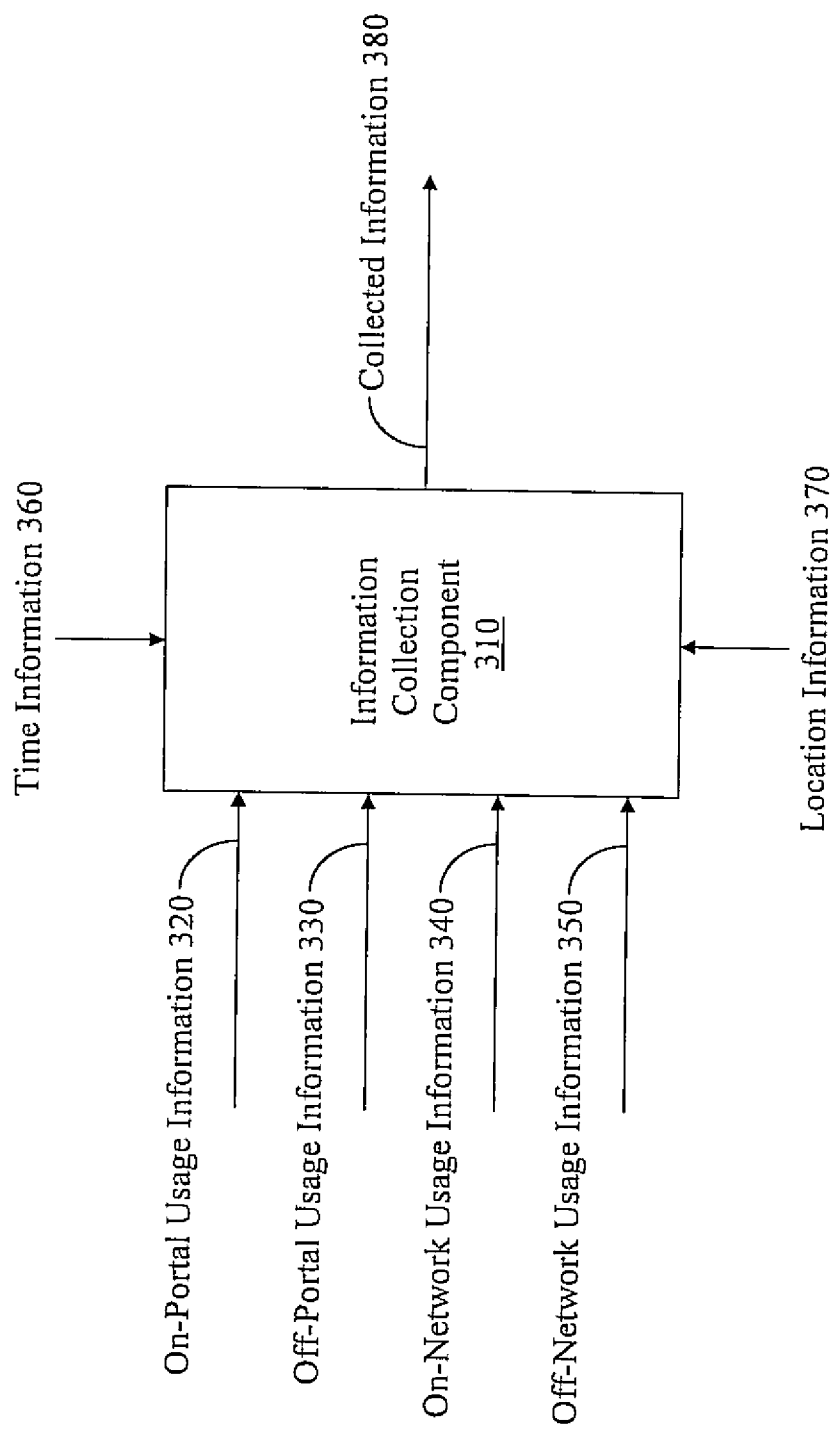 Time Information 360
On-Portal Usage Information 320
Off-Portal Usage Information 330
On-Network Usage Information 340
Off-Network Usage Information 350
Information
Collection
Component
310
Collected Information 380
Location Information 370